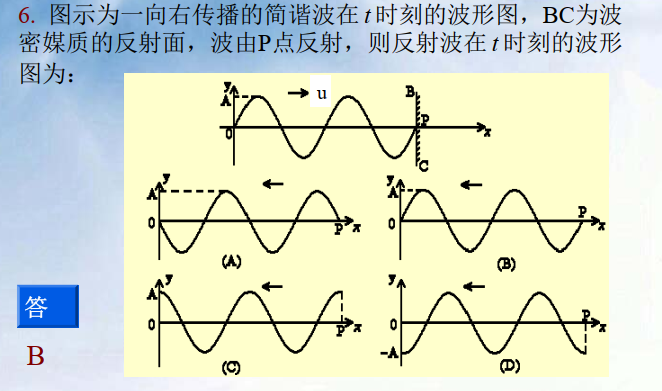 6. 图示为一向右传播的简谐波在 t 时刻的波形图，BC为波
密媒质的反射面，波由P点反射，则反射波在 t 时刻的波形
图为：
y
A
0
u
B
P
C
x
y
A
0
P
x
(A)
y
A
0
P
x
(B)
y
A
0
P
x
(C)
y
0
-A
P
x
(D)
答
B